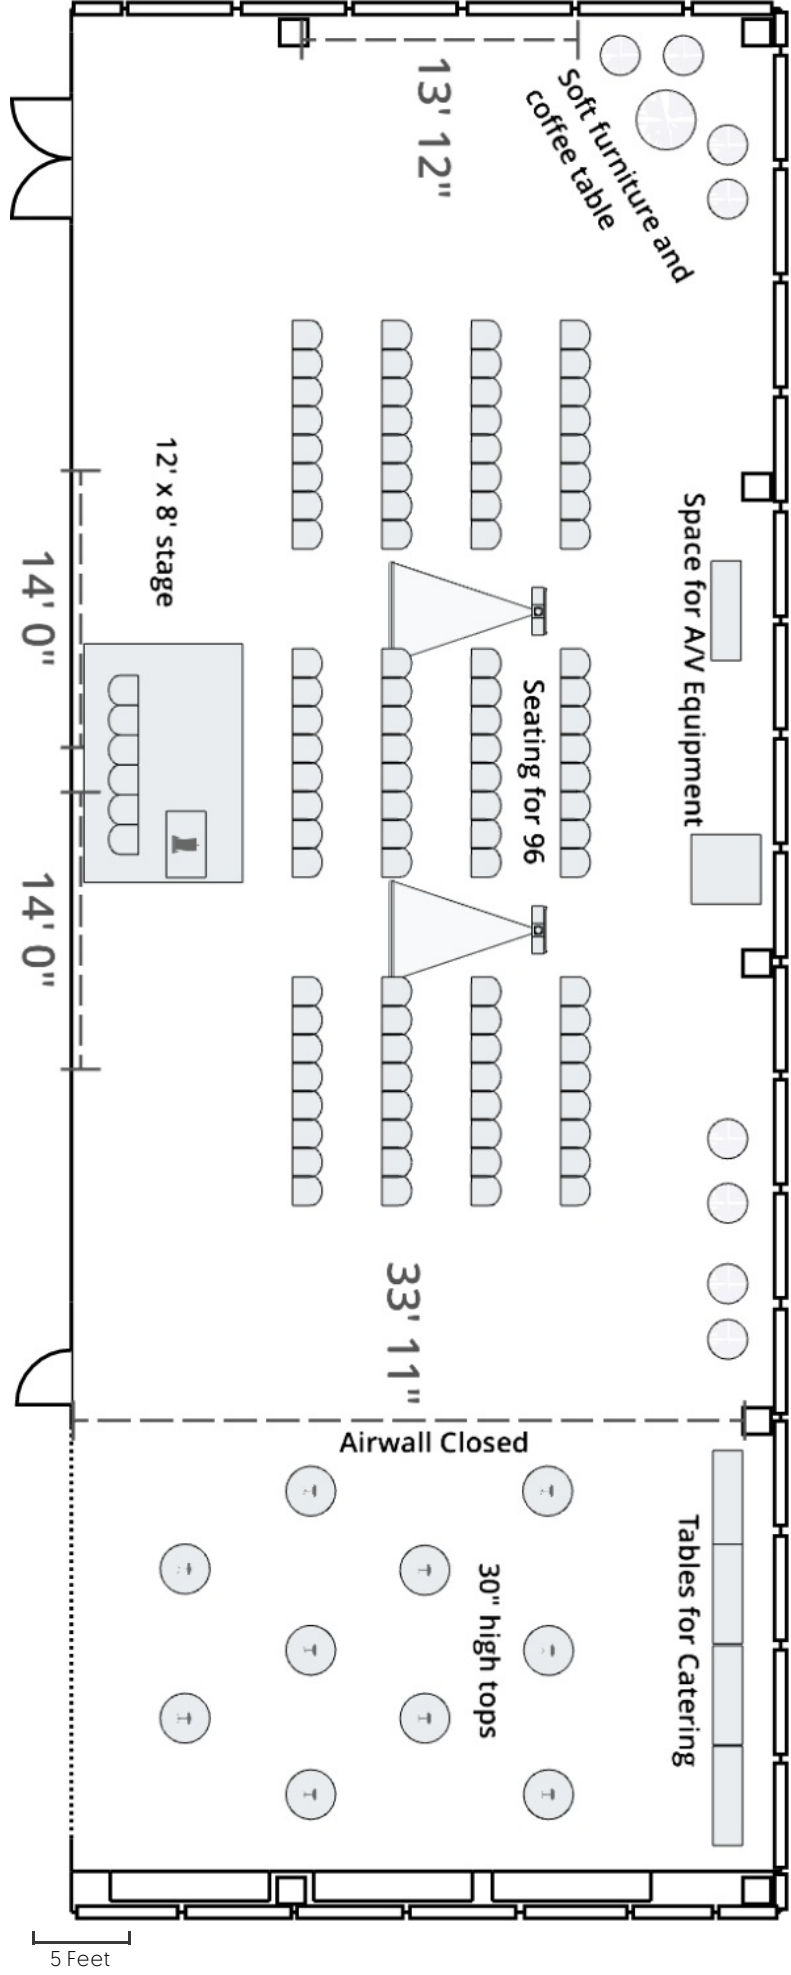 13' 12"
Soft furniture and
coffee table
12' x 8' stage
14' 0"
Space for A/V Equipment
Seating for 96
14' 0"
33' 11"
Airwall Closed
30" high tops
Tables for Catering
5 Feet